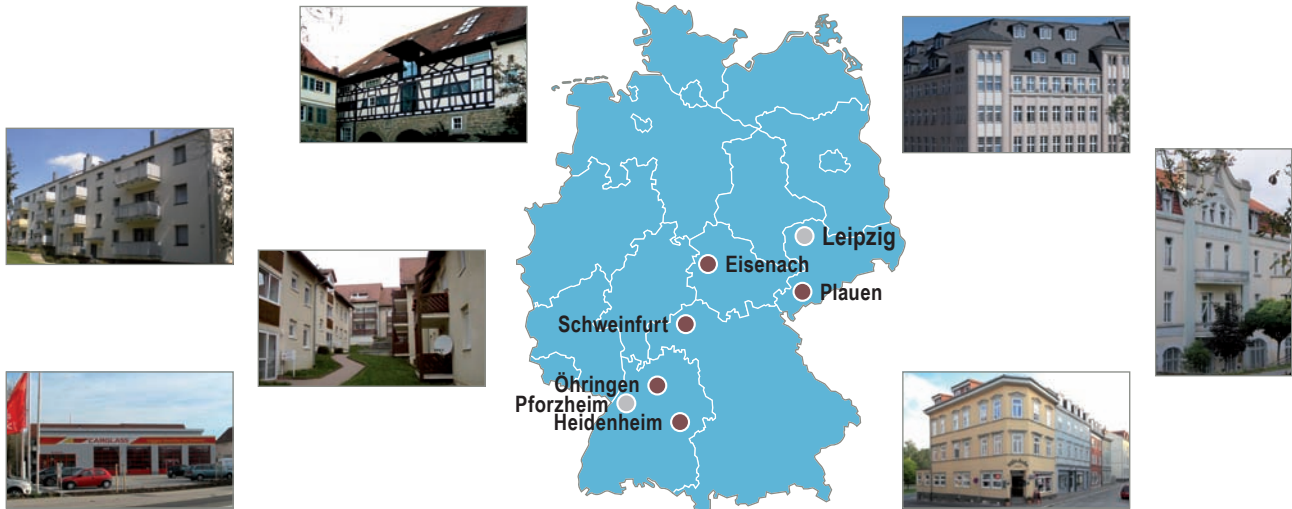 Leipzig
Eisenach
Plauen
Schweinfurt
Öhringen
Pforzheim
Heidenheim
CARGLASS